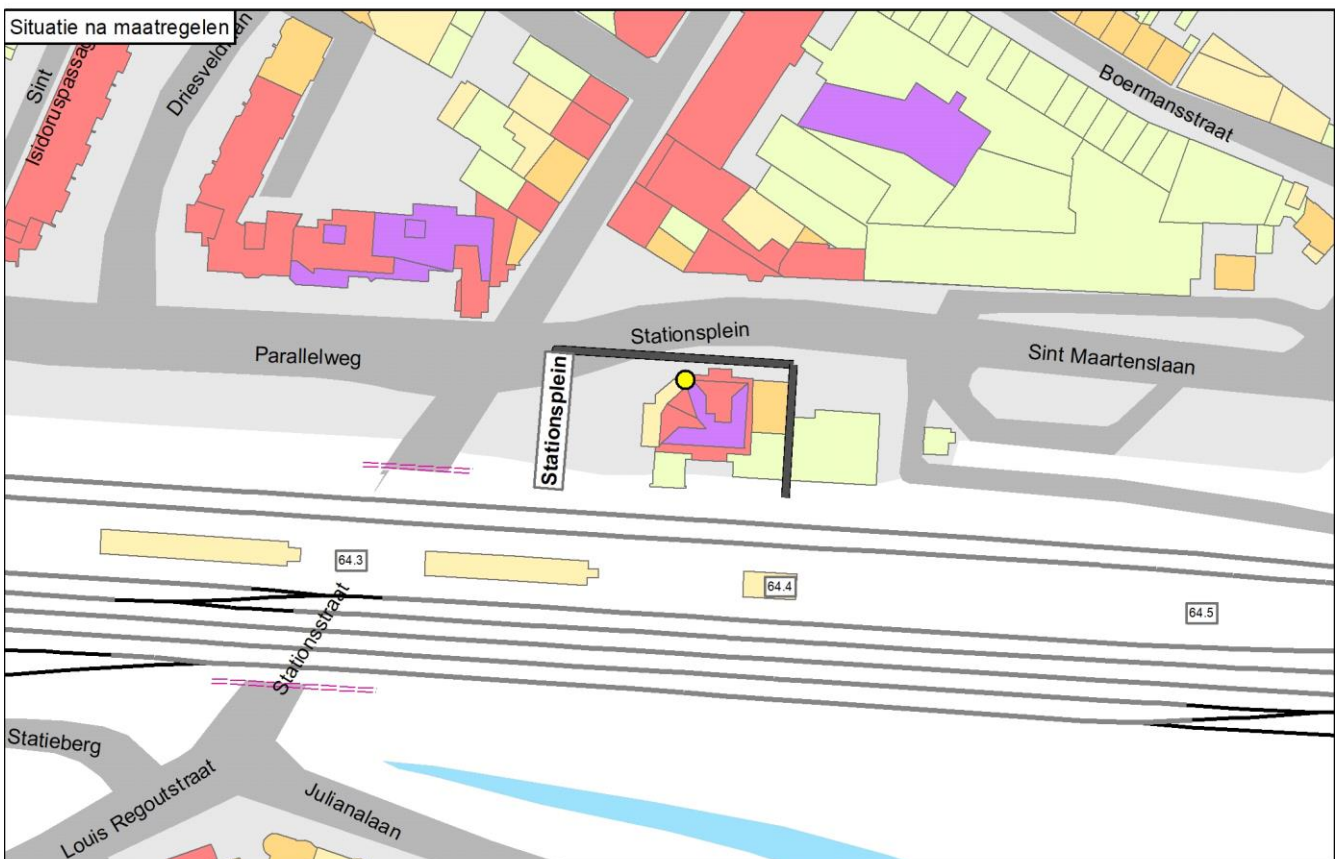 Situatie na maatregelen
Sint
Isidoruspassage
Driesveldlaan
Boermansstraat
Stationsplein
Parallelweg
Sint Maartenslaan
Stationsplein
64.3
64.4
64.5
Stationsstraat
Statieberg
Louis Regoutstraat
Julianalaan